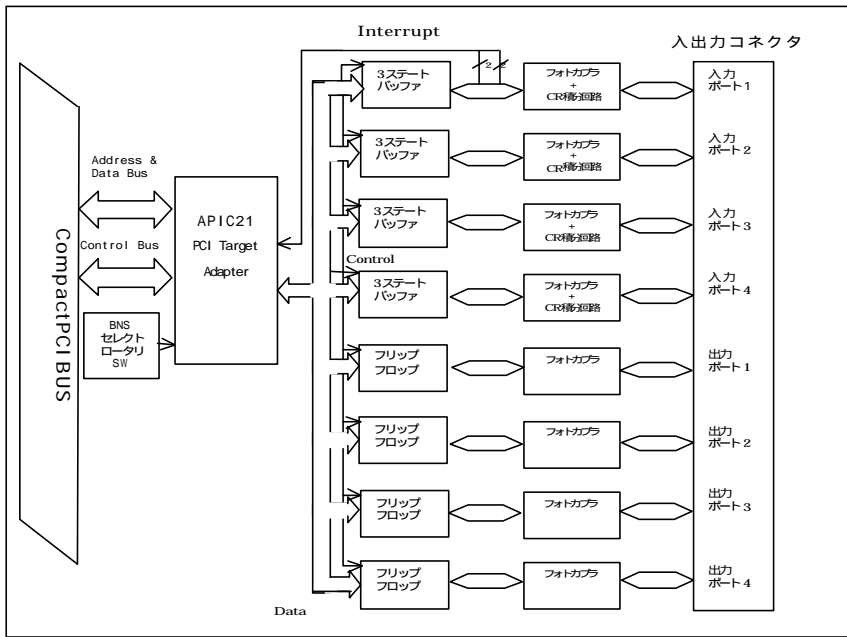 Interrupt
入出力コネクタ
2
2
3ステート
バッファ
フォトカプラ
+
CR積分回路
入力
ポート1
3ステート
バッファ
フォトカプラ
+
CR積分回路
入力
ポート2
Address &
Data Bus
APIC21
PCI Target
Adapter
3ステート
バッファ
フォトカプラ
+
CR積分回路
入力
ポート3
Control Bus
CompactPCI BUS
Control
3ステート
バッファ
フォトカプラ
+
CR積分回路
入力
ポート4
BNS
セレクト
ロータリ
SW
フリップ
フロップ
フォトカプラ
出力
ポート1
フリップ
フロップ
フォトカプラ
出力
ポート2
フリップ
フロップ
フォトカプラ
出力
ポート3
フリップ
フロップ
フォトカプラ
出力
ポート4
Data